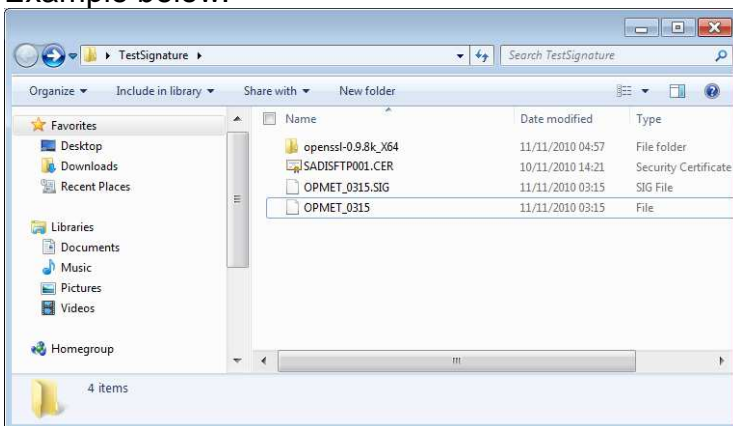 Example below:
TestSignature
Search TestSignature
Organize Include in library Share with New folder
Name Date modified Type
Favorites
Desktop
Downloads
Recent Places
Libraries
Documents
Music
Pictures
Videos
Homegroup
openssl-0.9.8k_X64 11/11/2010 04:57 File folder
SADISFTP001.CER 10/11/2010 14:21 Security Certificate
OPMET_0315.SIG 11/11/2010 03:15 SIG File
OPMET_0315 11/11/2010 03:15 File
4 items